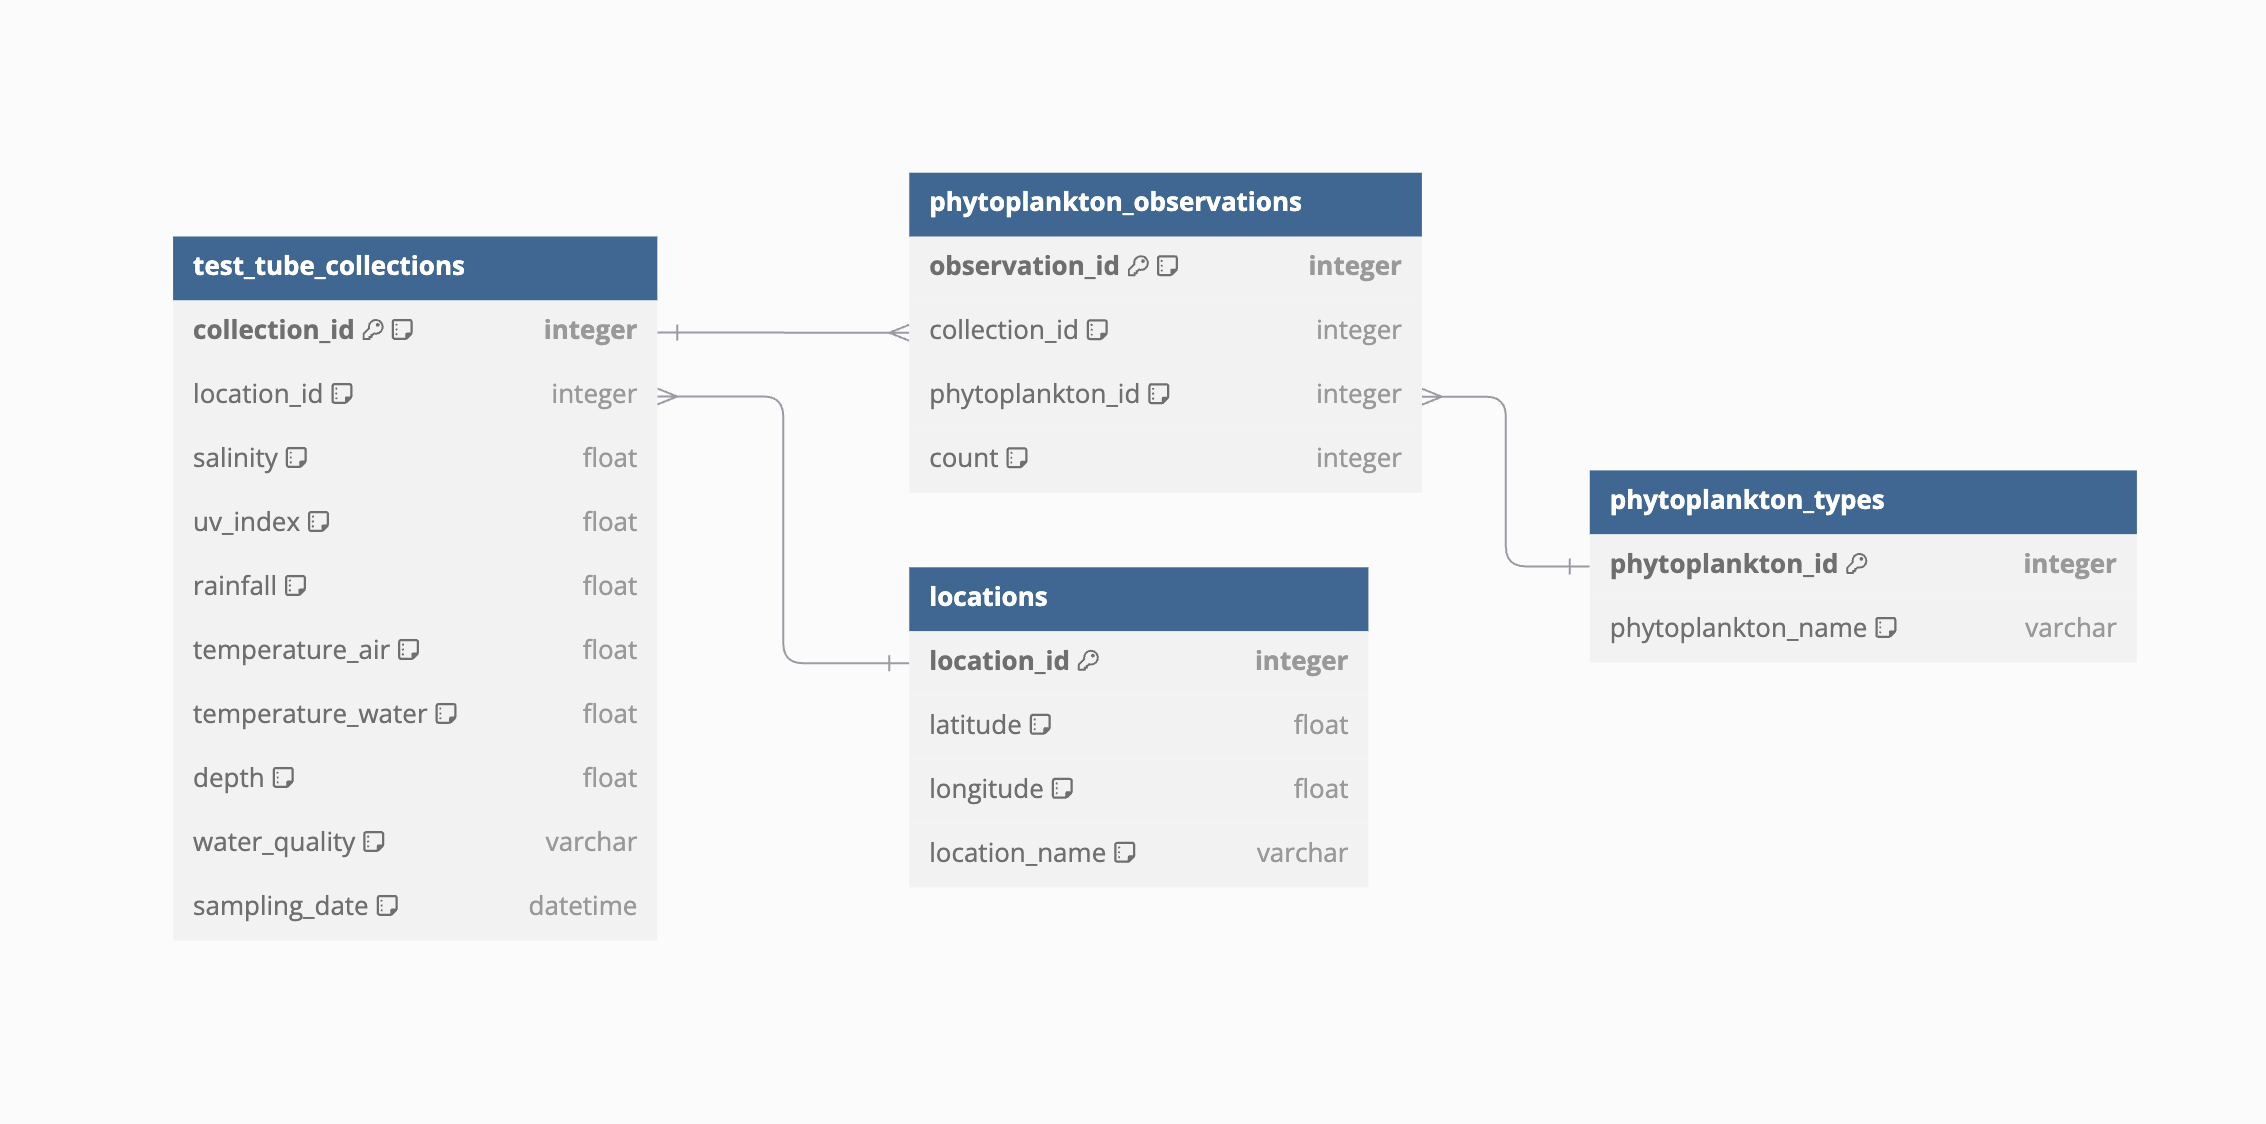 test_tube_collections
collection_id integer
location_id integer
salinity float
uv_index float
rainfall float
temperature_air float
temperature_water float
depth float
water_quality varchar
sampling_date datetime
phytoplankton_observations
observation_id integer
collection_id integer
phytoplankton_id integer
count integer
locations
location_id integer
latitude float
longitude float
location_name varchar
phytoplankton_types
phytoplankton_id integer
phytoplankton_name varchar